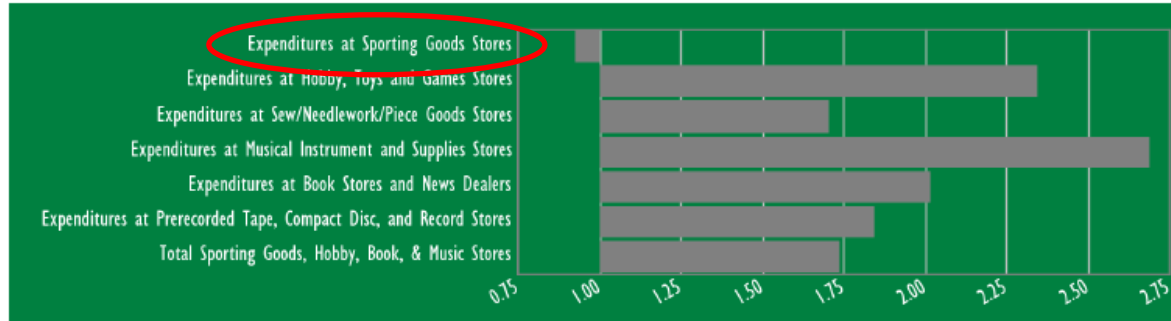 Expenditures at Sporting Goods Stores
Expenditures at Hobby, Toys and Games Stores
Expenditures at Sew/Needlework/Piece Goods Stores
Expenditures at Musical Instrument and Supplies Stores
Expenditures at Book Stores and News Dealers
Expenditures at Prerecorded Tape, Compact Disc, and Record Stores
Total Sporting Goods, Hobby, Book, & Music Stores
0.75 1.00 1.25 1.50 1.75 2.00 2.25 2.50 2.75